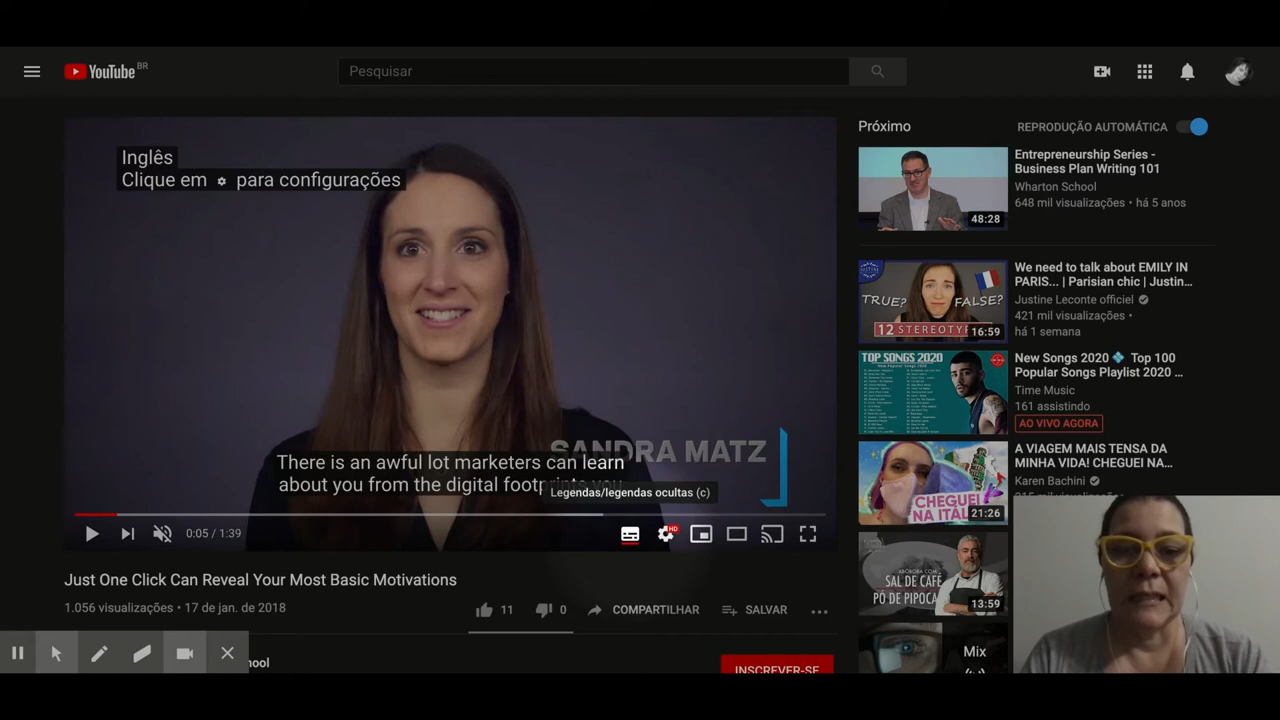 YouTube BR
Pesquisar
Inglês
Clique em para configurações
SANDRA MATZ
There is an awful lot marketers can learn
about you from the digital footprints you
Legendas/legendas ocultas (c)
0:05 / 1:39
HD
Just One Click Can Reveal Your Most Basic Motivations
1.056 visualizações • 17 de jan. de 2018
11
0
COMPARTILHAR
SALVAR
hool
INSCREVER-SE
Próximo
REPRODUÇÃO AUTOMÁTICA
48:28
Entrepreneurship Series -
Business Plan Writing 101
Wharton School
648 mil visualizações • há 5 anos
TRUE?
FALSE?
12 STEREOTYP
16:59
We need to talk about EMILY IN
PARIS... | Parisian chic | Justin...
Justine Leconte officiel
421 mil visualizações •
há 1 semana
TOP SONGS 2020
New Songs 2020 💠 Top 100
Popular Songs Playlist 2020 ...
Time Music
161 assistindo
AO VIVO AGORA
CHEGUEI
NA ITÁL
21:26
A VIAGEM MAIS TENSA DA
MINHA VIDA! CHEGUEI NA...
Karen Bachini
ABÓBORA COM
SAL DE CAFÉ
PÓ DE PIPOCA
13:59
Mix